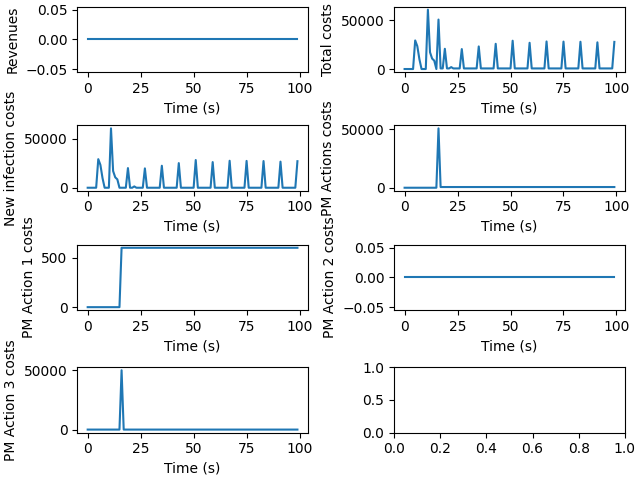 Revenues
0.05
0.00
−0.05
0 25 50 75 100
Time (s)
Total costs
50000
0
0 25 50 75 100
Time (s)
New infection costs
50000
0
0 25 50 75 100
Time (s)
PM Actions costs
50000
0
0 25 50 75 100
Time (s)
PM Action 1 costs
500
0
0 25 50 75 100
Time (s)
PM Action 2 costs
0.05
0.00
−0.05
0 25 50 75 100
Time (s)
PM Action 3 costs
50000
0
0 25 50 75 100
Time (s)
1.0
0.5
0.0
0.0 0.2 0.4 0.6 0.8 1.0